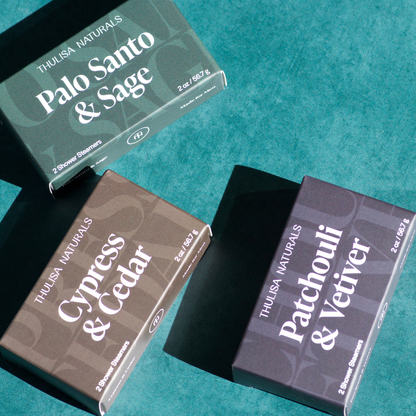 THULISA NATURALS
Palo Santo
& Sage
2 oz / 56.7 g
2 Shower Steamers
THULISA NATURALS
Cypress
& Cedar
2 oz / 56.7 g
2 Shower Steamers
THULISA NATURALS
Patchouli
& Vetiver
2 oz / 56.7 g
2 Shower Steamers